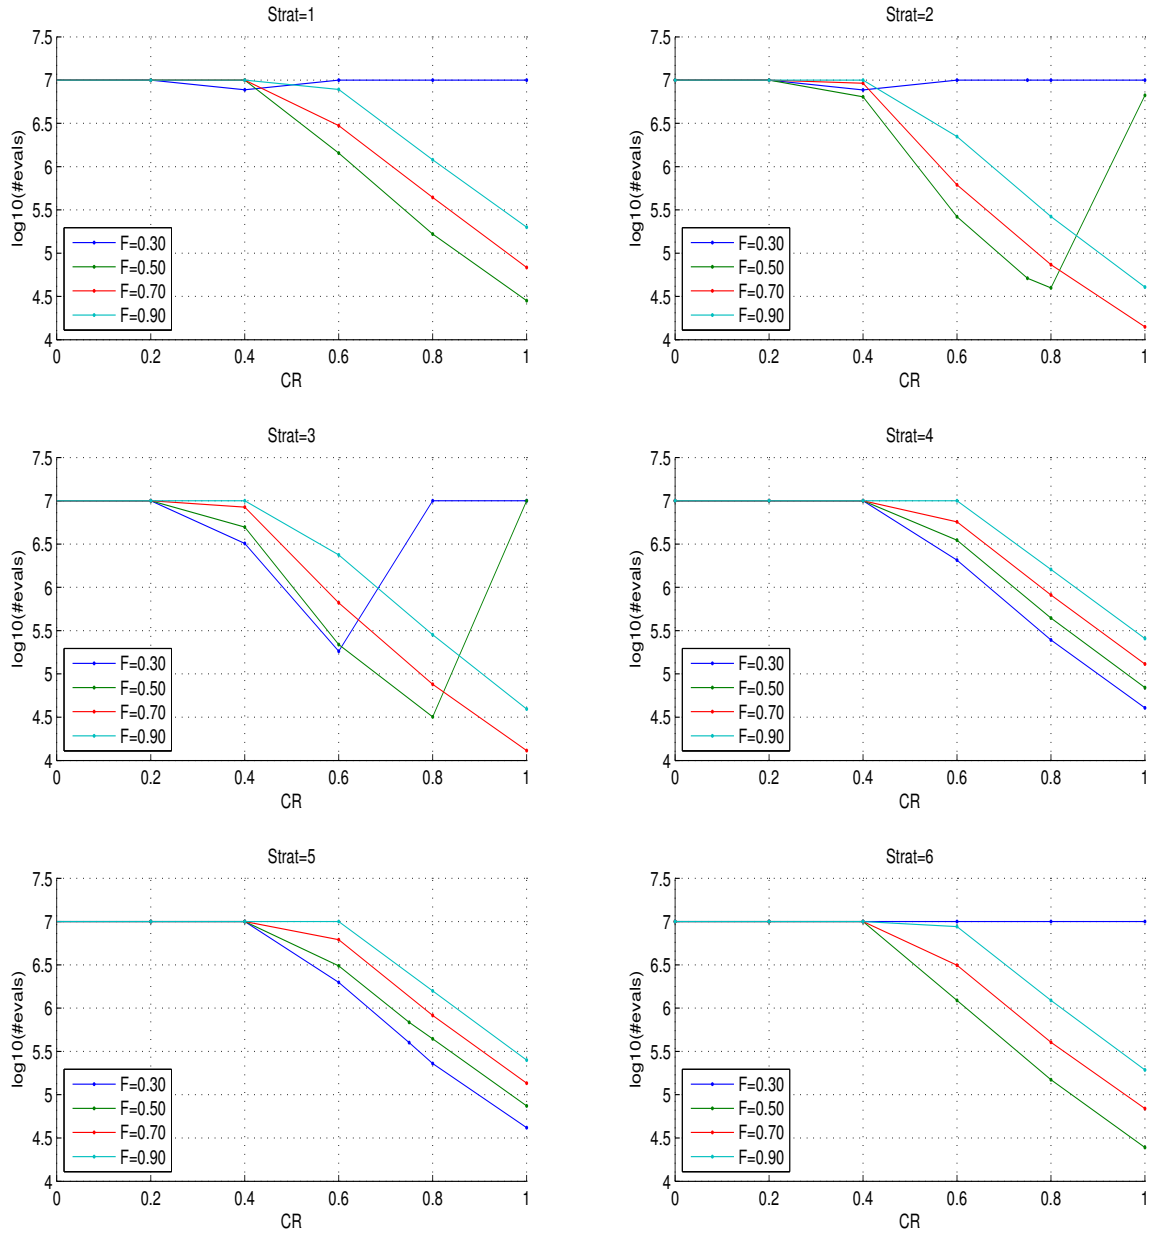 Strat=1
7.5
7
6.5
6
5.5
5
4.5
4
log10(#evals)
F=0.30
F=0.50
F=0.70
F=0.90
0 0.2 0.4 0.6 0.8 1
CR
Strat=2
7.5
7
6.5
6
5.5
5
4.5
4
log10(#evals)
F=0.30
F=0.50
F=0.70
F=0.90
0 0.2 0.4 0.6 0.8 1
CR
Strat=3
7.5
7
6.5
6
5.5
5
4.5
4
log10(#evals)
F=0.30
F=0.50
F=0.70
F=0.90
0 0.2 0.4 0.6 0.8 1
CR
Strat=4
7.5
7
6.5
6
5.5
5
4.5
4
log10(#evals)
F=0.30
F=0.50
F=0.70
F=0.90
0 0.2 0.4 0.6 0.8 1
CR
Strat=5
7.5
7
6.5
6
5.5
5
4.5
4
log10(#evals)
F=0.30
F=0.50
F=0.70
F=0.90
0 0.2 0.4 0.6 0.8 1
CR
Strat=6
7.5
7
6.5
6
5.5
5
4.5
4
log10(#evals)
F=0.30
F=0.50
F=0.70
F=0.90
0 0.2 0.4 0.6 0.8 1
CR